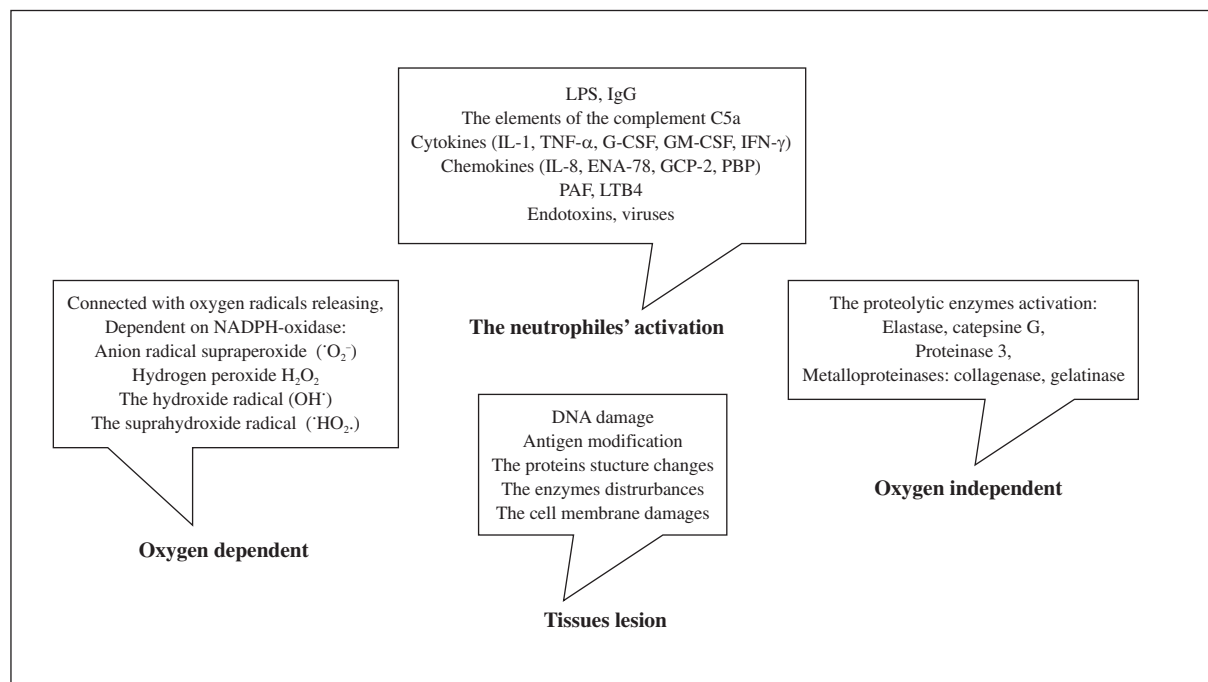 LPS, IgG
The elements of the complement C5a
Cytokines (IL-1, TNF-α, G-CSF, GM-CSF, IFN-γ)
Chemokines (IL-8, ENA-78, GCP-2, PBP)
PAF, LTB4
Endotoxins, viruses
The neutrophiles' activation
Connected with oxygen radicals releasing,
Dependent on NADPH-oxidase:
Anion radical supraperoxide (˙O₂⁻)
Hydrogen peroxide H₂O₂
The hydroxide radical (OH˙)
The suprahydroxide radical (˙HO₂.)
Oxygen dependent
The proteolytic enzymes activation:
Elastase, catepsine G,
Proteinase 3,
Metalloproteinases: collagenase, gelatinase
Oxygen independent
DNA damage
Antigen modification
The proteins stucture changes
The enzymes distrurbances
The cell membrane damages
Tissues lesion